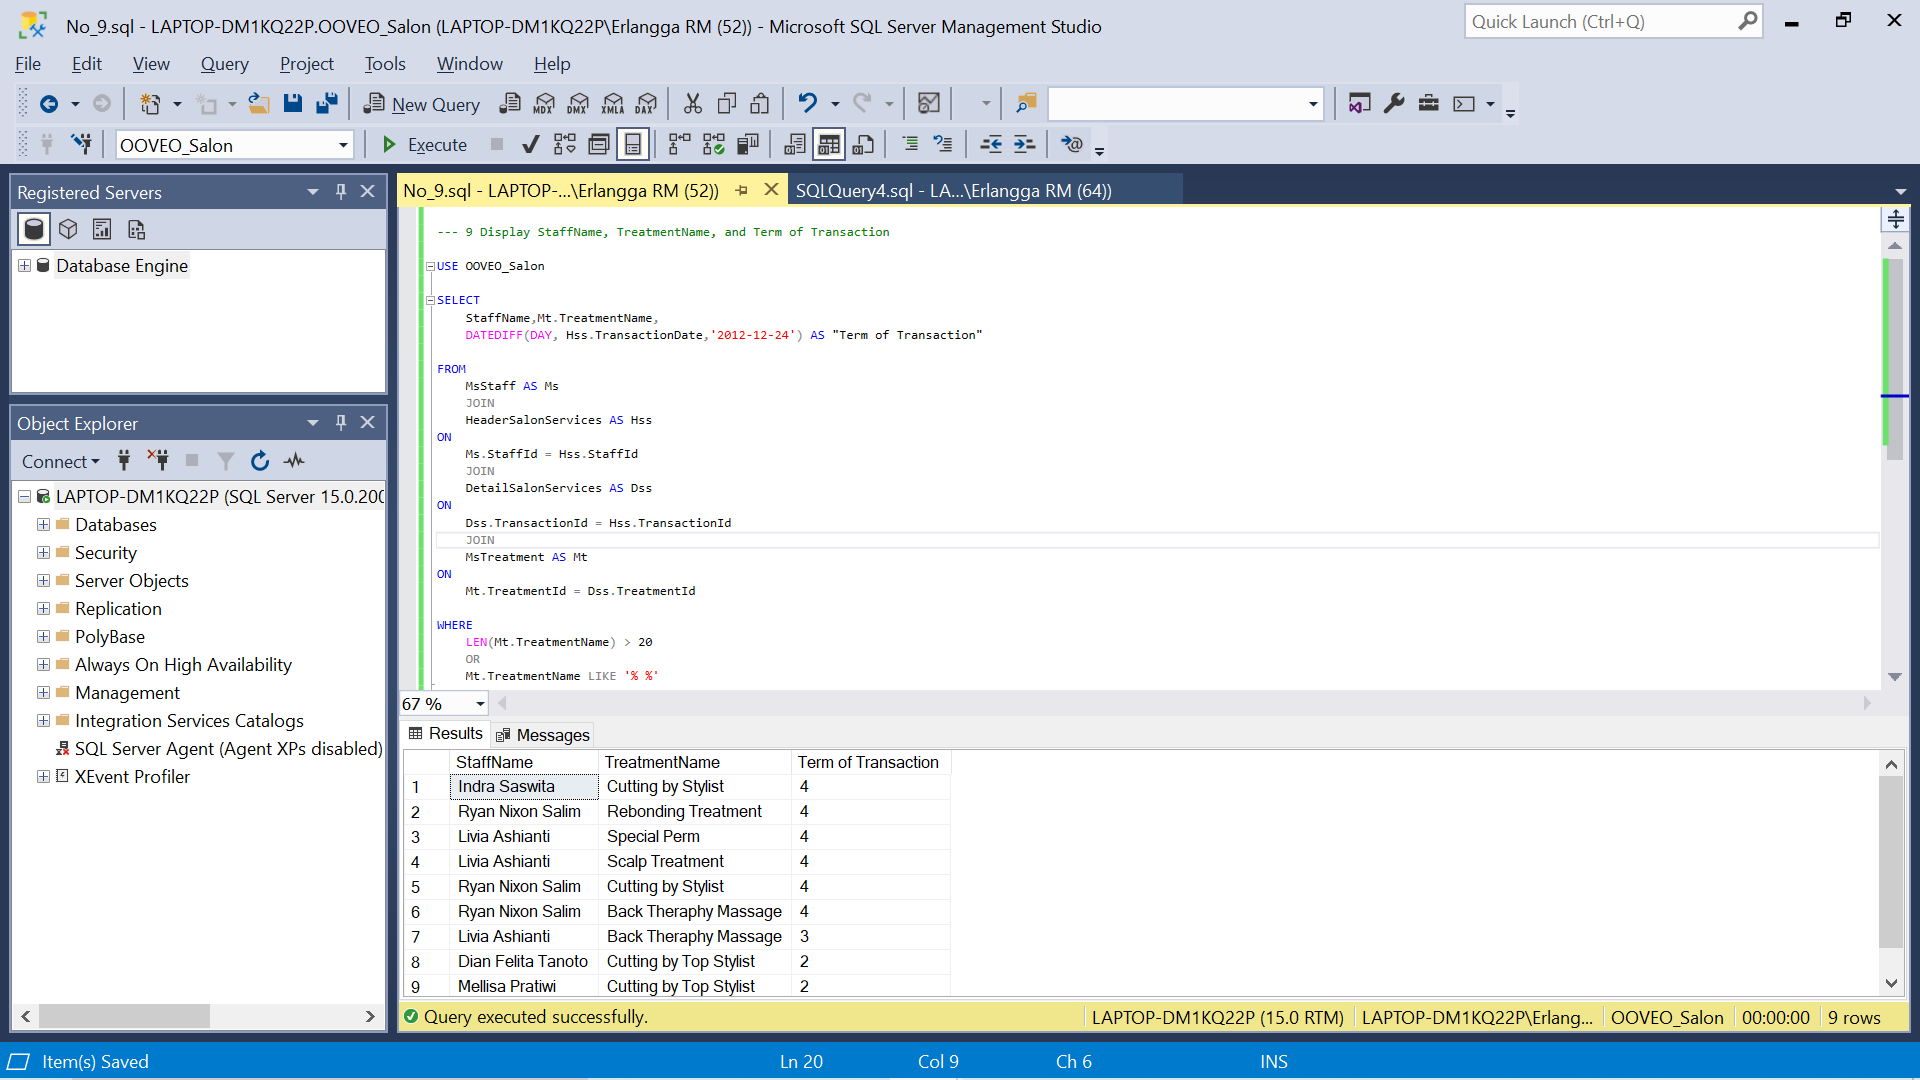 No_9.sql - LAPTOP-DM1KQ22P.OOVEO_Salon (LAPTOP-DM1KQ22P\Erlangga RM (52)) - Microsoft SQL Server Management Studio
Quick Launch (Ctrl+Q)
File Edit View Query Project Tools Window Help
New Query MDX DMX XMLA DAX
OOVEO_Salon Execute
Registered Servers
Database Engine
Object Explorer
Connect
LAPTOP-DM1KQ22P (SQL Server 15.0.200
Databases
Security
Server Objects
Replication
PolyBase
Always On High Availability
Management
Integration Services Catalogs
SQL Server Agent (Agent XPs disabled)
XEvent Profiler
No_9.sql - LAPTOP-...\Erlangga RM (52))
SQLQuery4.sql - LA...\Erlangga RM (64))
--- 9 Display StaffName, TreatmentName, and Term of Transaction
USE OOVEO_Salon
SELECT
StaffName,Mt.TreatmentName,
DATEDIFF(DAY, Hss.TransactionDate,'2012-12-24') AS "Term of Transaction"
FROM
MsStaff AS Ms
JOIN
HeaderSalonServices AS Hss
ON
Ms.StaffId = Hss.StaffId
JOIN
DetailSalonServices AS Dss
ON
Dss.TransactionId = Hss.TransactionId
JOIN
MsTreatment AS Mt
ON
Mt.TreatmentId = Dss.TreatmentId
WHERE
LEN(Mt.TreatmentName) > 20
OR
Mt.TreatmentName LIKE '% %'
67 %
Results Messages
StaffName TreatmentName Term of Transaction
1 Indra Saswita Cutting by Stylist 4
2 Ryan Nixon Salim Rebonding Treatment 4
3 Livia Ashianti Special Perm 4
4 Livia Ashianti Scalp Treatment 4
5 Ryan Nixon Salim Cutting by Stylist 4
6 Ryan Nixon Salim Back Theraphy Massage 4
7 Livia Ashianti Back Theraphy Massage 3
8 Dian Felita Tanoto Cutting by Top Stylist 2
9 Mellisa Pratiwi Cutting by Top Stylist 2
Query executed successfully. LAPTOP-DM1KQ22P (15.0 RTM) LAPTOP-DM1KQ22P\Erlang... OOVEO_Salon 00:00:00 9 rows
Item(s) Saved Ln 20 Col 9 Ch 6 INS